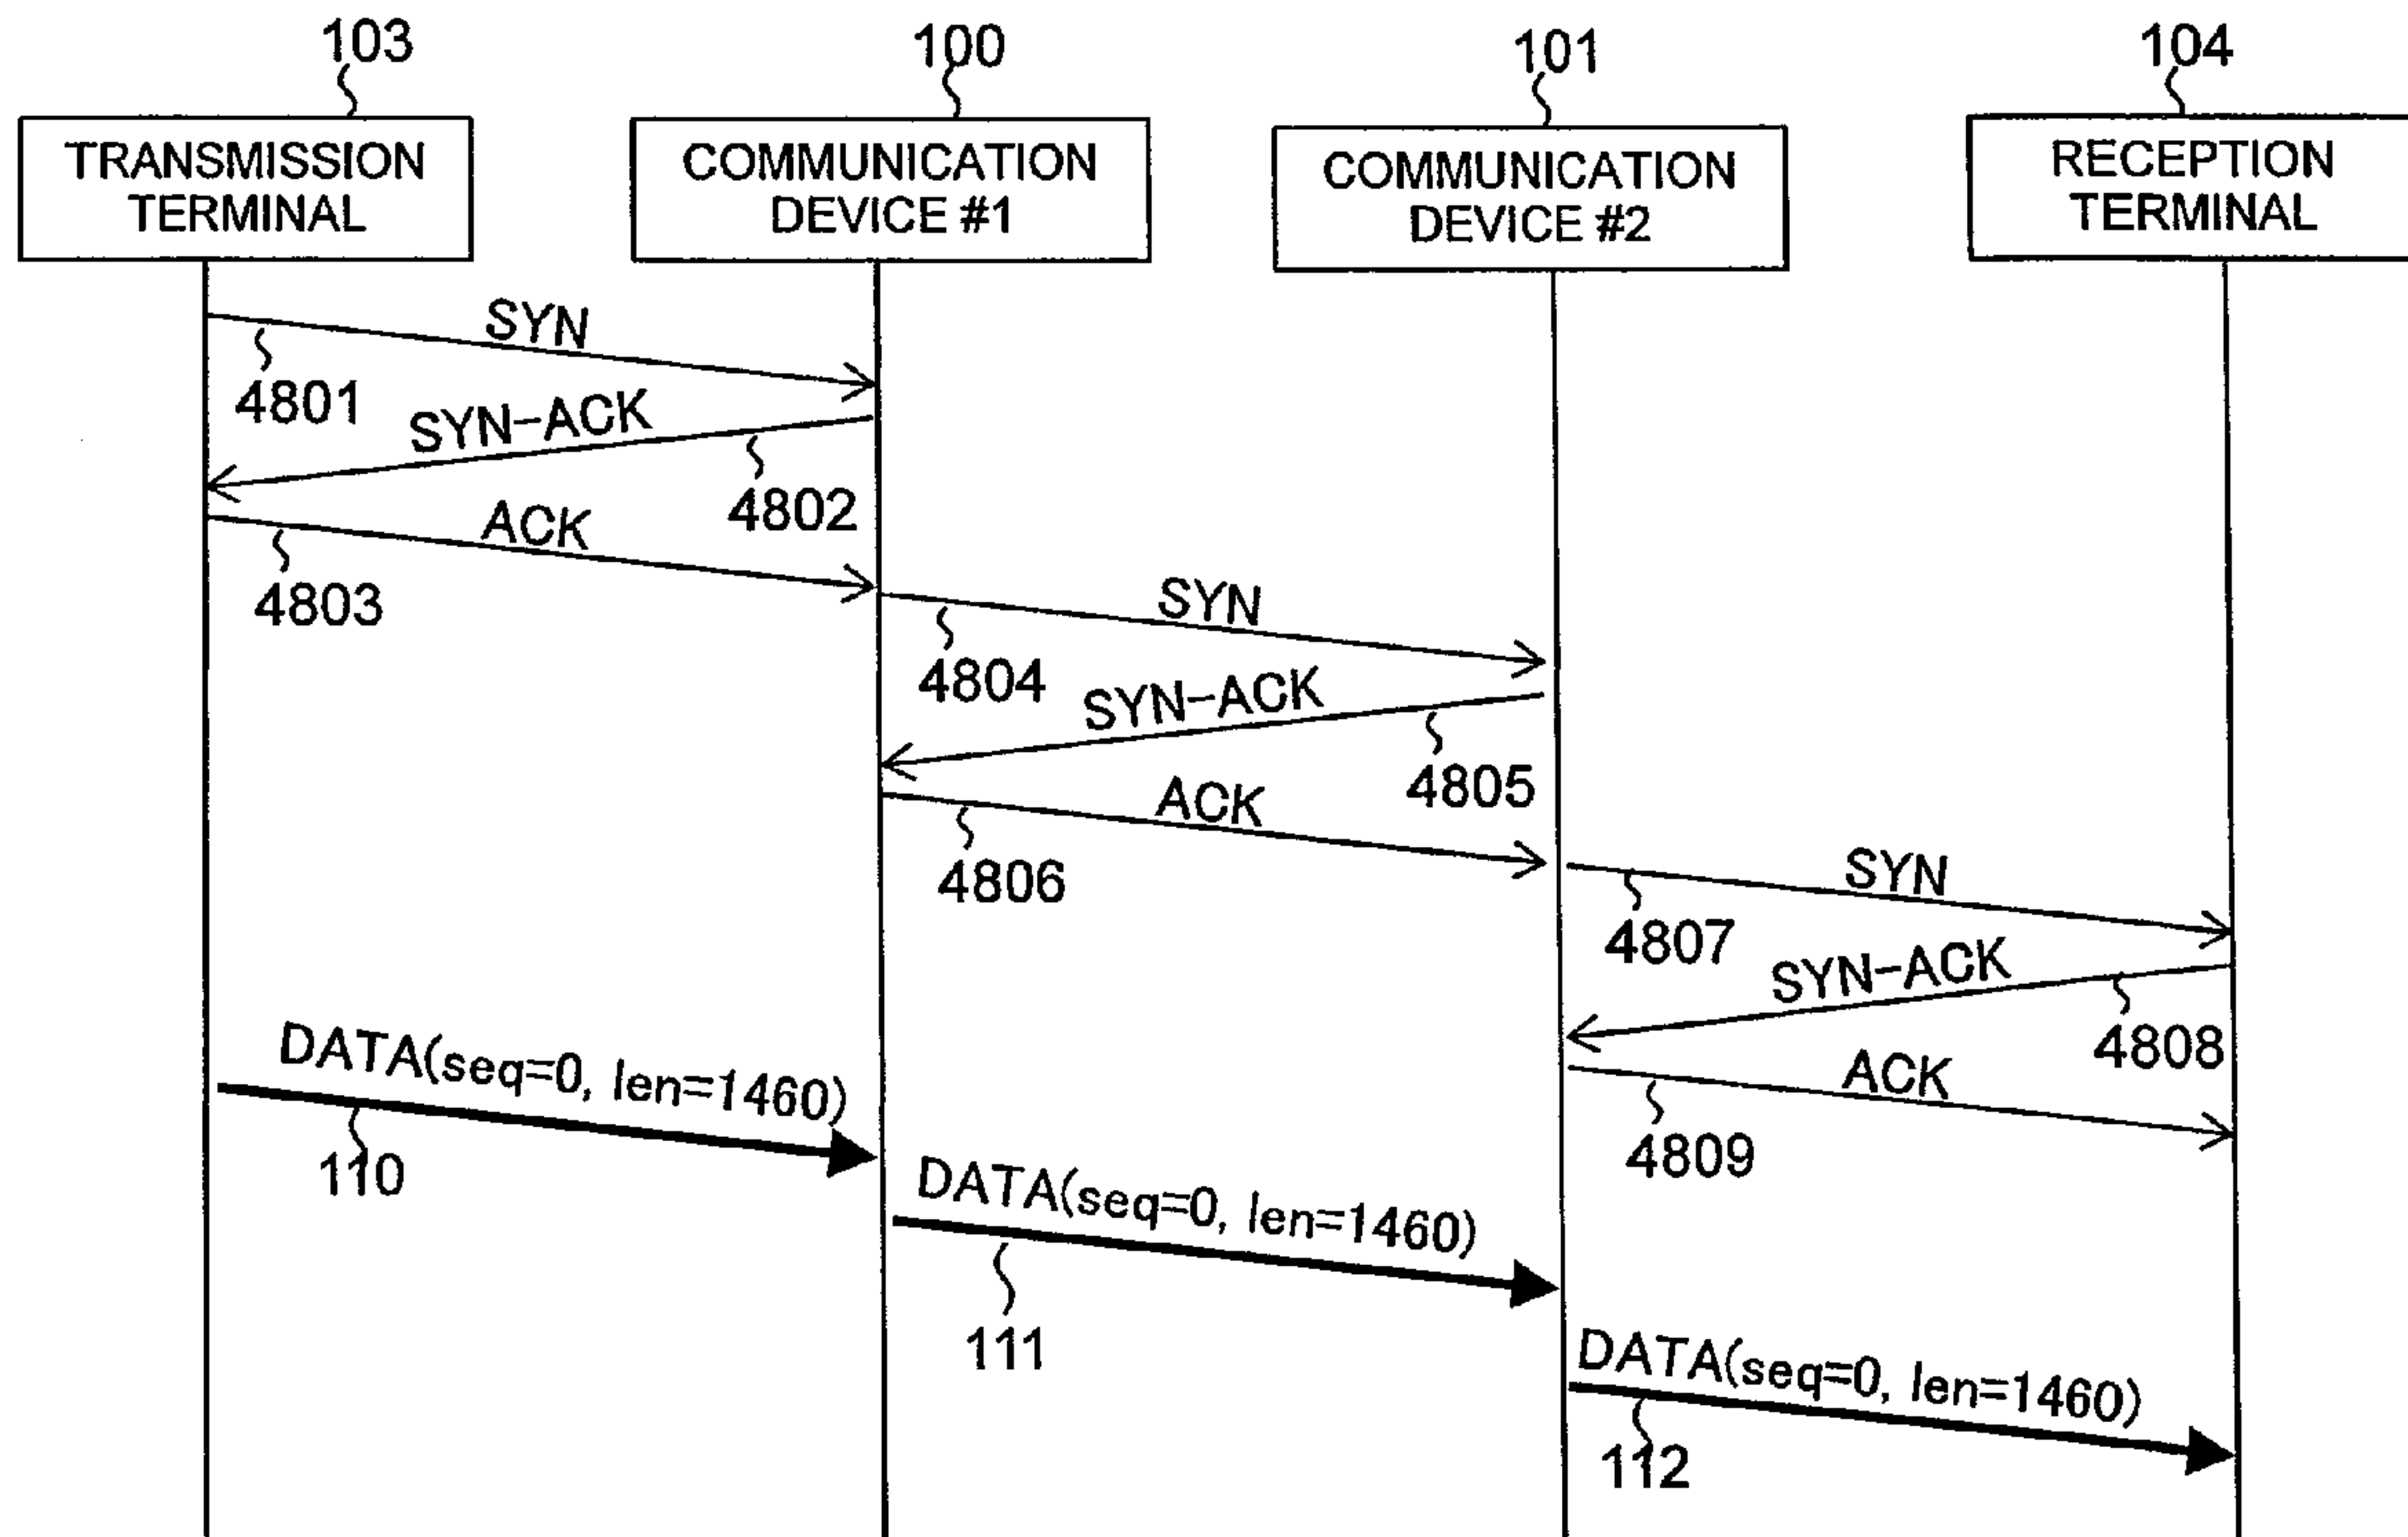 103
100
101
104
TRANSMISSION
TERMINAL
COMMUNICATION
DEVICE #1
COMMUNICATION
DEVICE #2
RECEPTION
TERMINAL
SYN
4801
SYN-ACK
4802
ACK
4803
SYN
4804
SYN-ACK
4805
ACK
4806
SYN
4807
SYN-ACK
4808
ACK
4809
DATA(seq=0, len=1460)
110
DATA(seq=0, len=1460)
111
DATA(seq=0, len=1460)
112